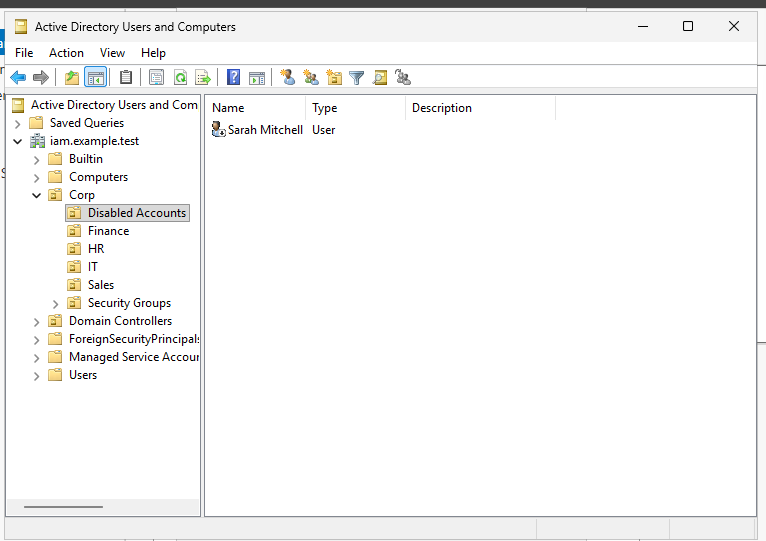 Active Directory Users and Computers
File Action View Help
Active Directory Users and Com
Saved Queries
iam.example.test
Builtin
Computers
Corp
Disabled Accounts
Finance
HR
IT
Sales
Security Groups
Domain Controllers
ForeignSecurityPrincipals
Managed Service Accour
Users
Name Type Description
Sarah Mitchell User